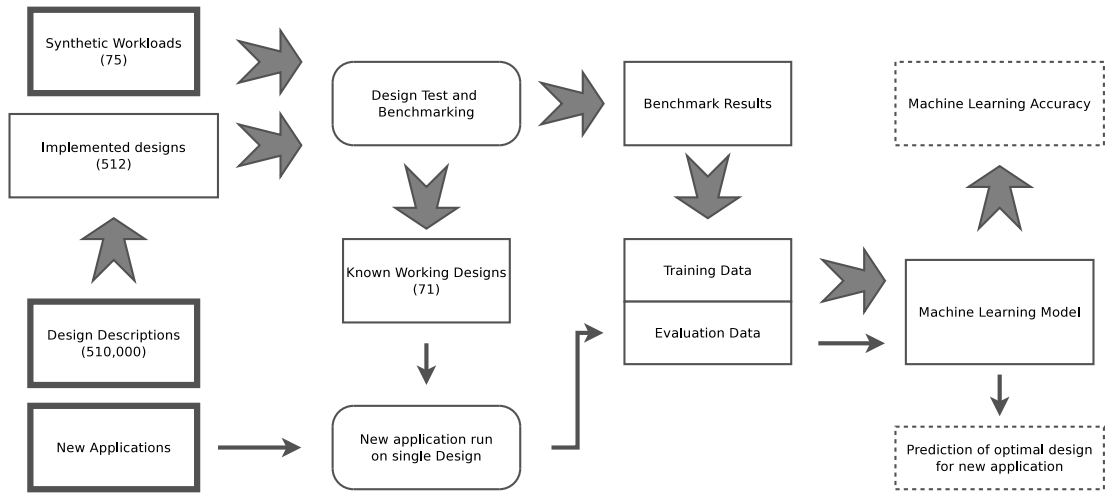 Synthetic Workloads
(75)
Implemented designs
(512)
Design Descriptions
(510,000)
New Applications
Design Test and
Benchmarking
Known Working Designs
(71)
New application run
on single Design
Benchmark Results
Training Data
Evaluation Data
Machine Learning Accuracy
Machine Learning Model
Prediction of optimal design
for new application